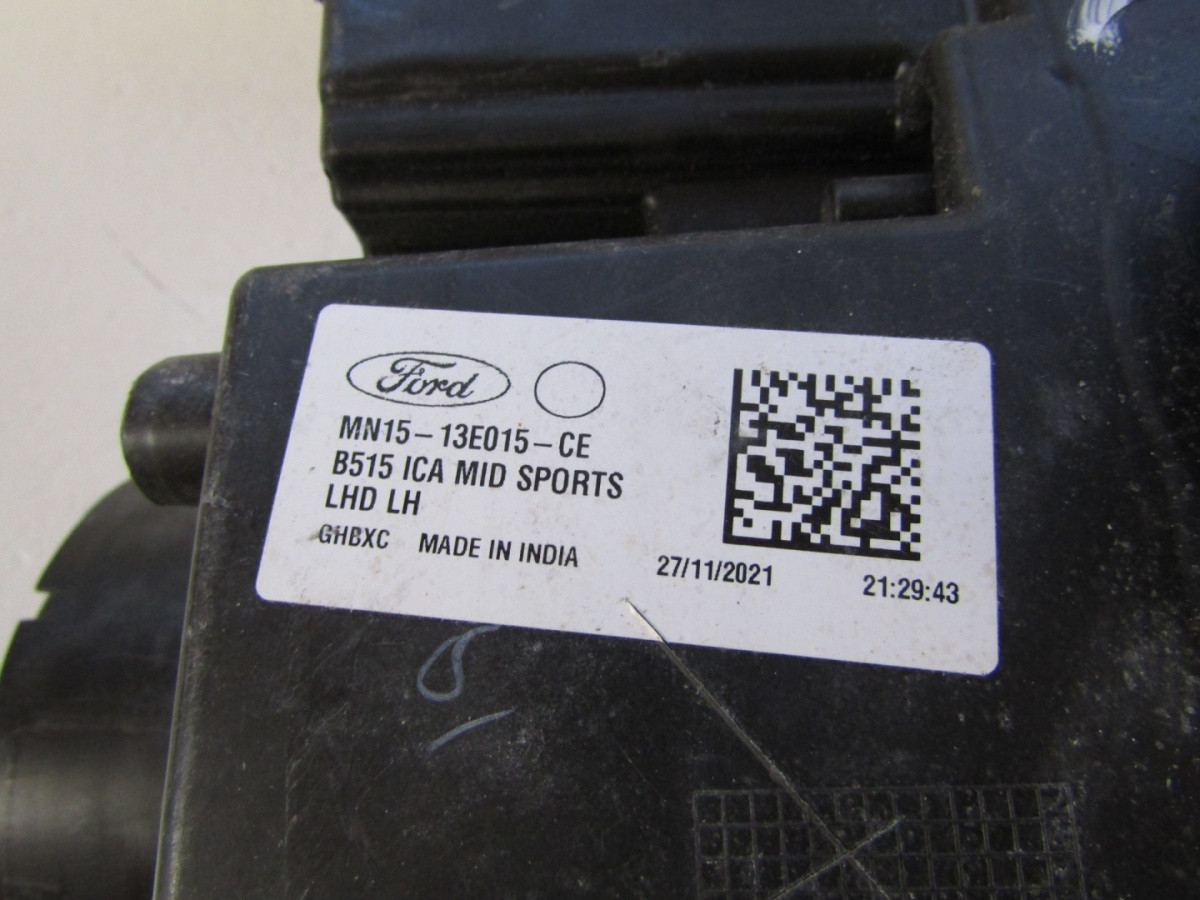 Ford
MN15-13E015-CE
B515 ICA MID SPORTS
LHD LH
GHBXC MADE IN INDIA 27/11/2021 21:29:43
8